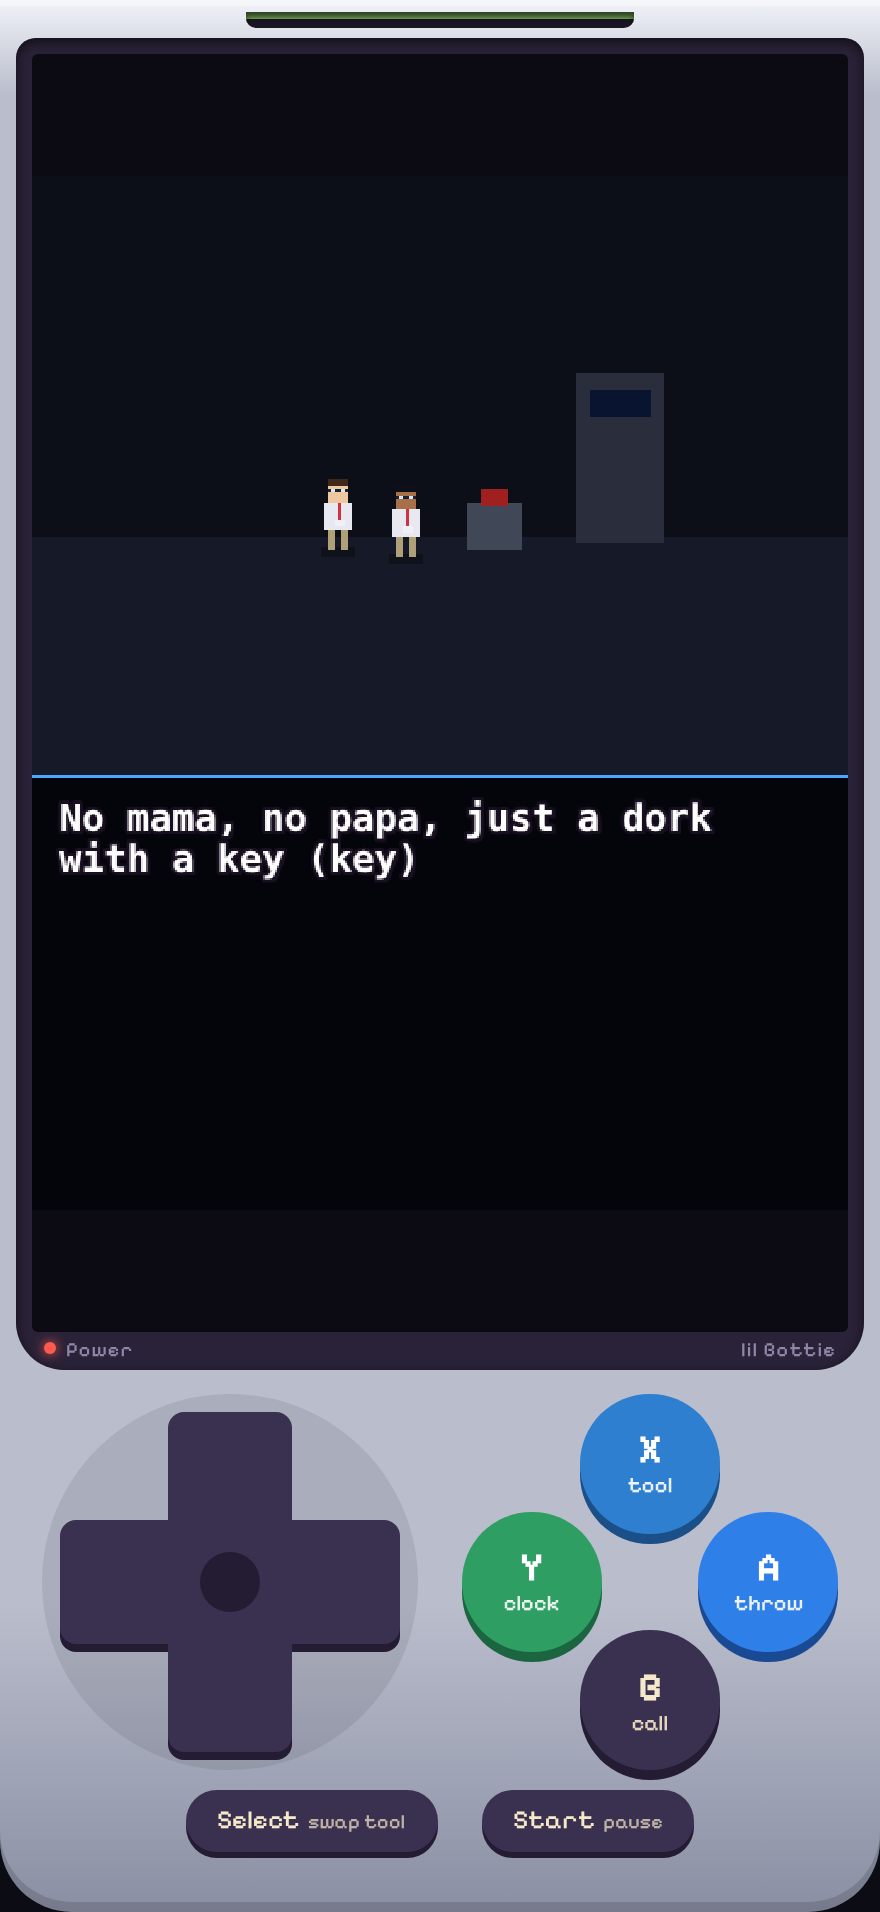 No mama, no papa, just a dork
with a key (key)
Power
lil Bottie
X
tool
Y
clock
A
throw
B
call
Select swap tool
Start pause